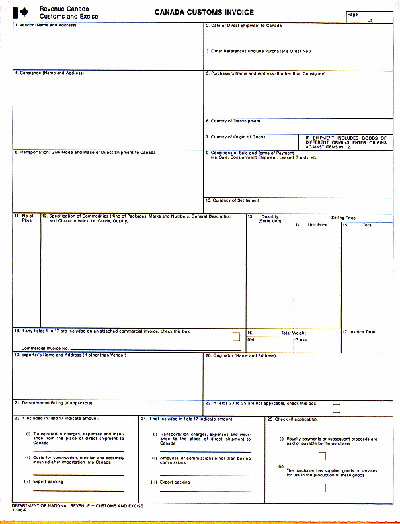 Revenue Canada
Customs and Excise
CANADA CUSTOMS INVOICE
Page
of
1. Vendor (Name and Address)
2. Date of Direct Shipment to Canada
3. Other References (Include Purchaser's Order No.)
4. Consignee (Name and Address)
5. Purchaser's Name and Address (If other than Consignee)
6. Country of Transhipment
7. Country of Origin of Goods
IF SHIPMENT INCLUDES GOODS OF
DIFFERENT ORIGINS ENTER ORIGINS
AGAINST ITEMS IN 12
8. Transportation: Give Mode and Place of Direct Shipment to Canada
9. Conditions of Sale and Terms of Payment
10. Currency of Settlement
11. No. of
Pkgs
12. Specification of Commodities (Kind of Packages, Marks and Numbers, General Description
and Characteristics, i.e. Grade, Quality)
13. Quantity
(State Unit)
Selling Price
14. Unit Price
15. Total
18. If any of fields 1 to 17 are included on an attached commercial invoice, check this box
Commercial Invoice No.
16. Total Weight
Net
Gross
17. Invoice Total
19. Exporter's Name and Address (If other than Vendor)
20. Originator (Name and Address)
21. Departmental Ruling (If applicable)
22. If fields 23 to 25 are not applicable, check this box
23. If included in field 17 indicate amount:
(i) Transportation charges, expenses and insurance
from the place of direct shipment to
Canada
(ii) Costs for construction, erection and assembly
incurred after importation into Canada
(iii) Export packing
24. If not included in field 17 indicate amount:
(i) Transportation charges, expenses and insurance
to the place of direct shipment to
Canada
(ii) Amounts for commissions other than buying
commissions
(iii) Export packing
25. Check (If applicable):
(i) Royalty payments or subsequent proceeds are
paid or payable by the purchaser
(ii) The purchaser has supplied goods or services
for use in the production of these goods
DEPARTMENT OF NATIONAL REVENUE - CUSTOMS AND EXCISE